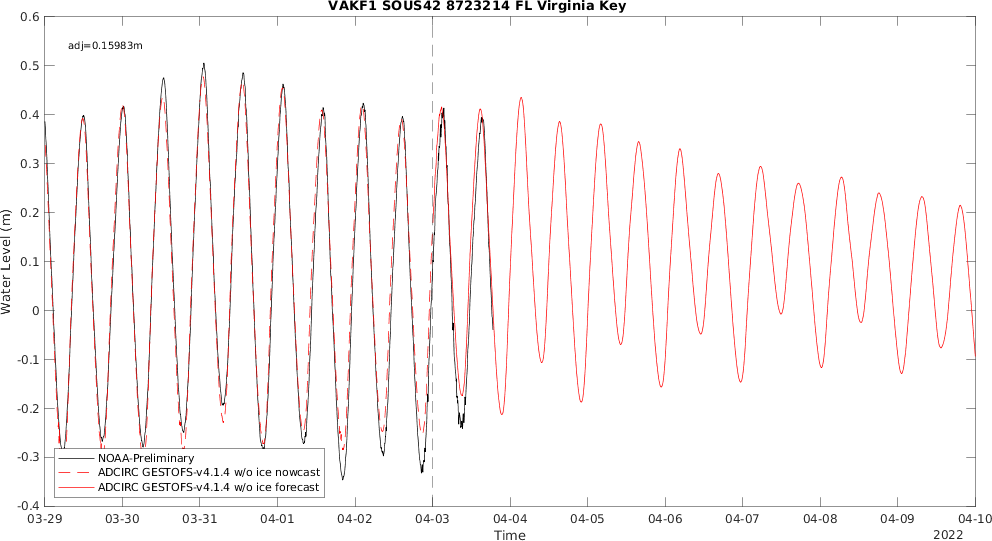 VAKF1 SOUS42 8723214 FL Virginia Key
adj=0.15983m
Water Level (m)
0.6
0.5
0.4
0.3
0.2
0.1
0
-0.1
-0.2
-0.3
-0.4
NOAA-Preliminary
ADCIRC GESTOFS-v4.1.4 w/o ice nowcast
ADCIRC GESTOFS-v4.1.4 w/o ice forecast
03-29 03-30 03-31 04-01 04-02 04-03 04-04 04-05 04-06 04-07 04-08 04-09 04-10
Time
2022